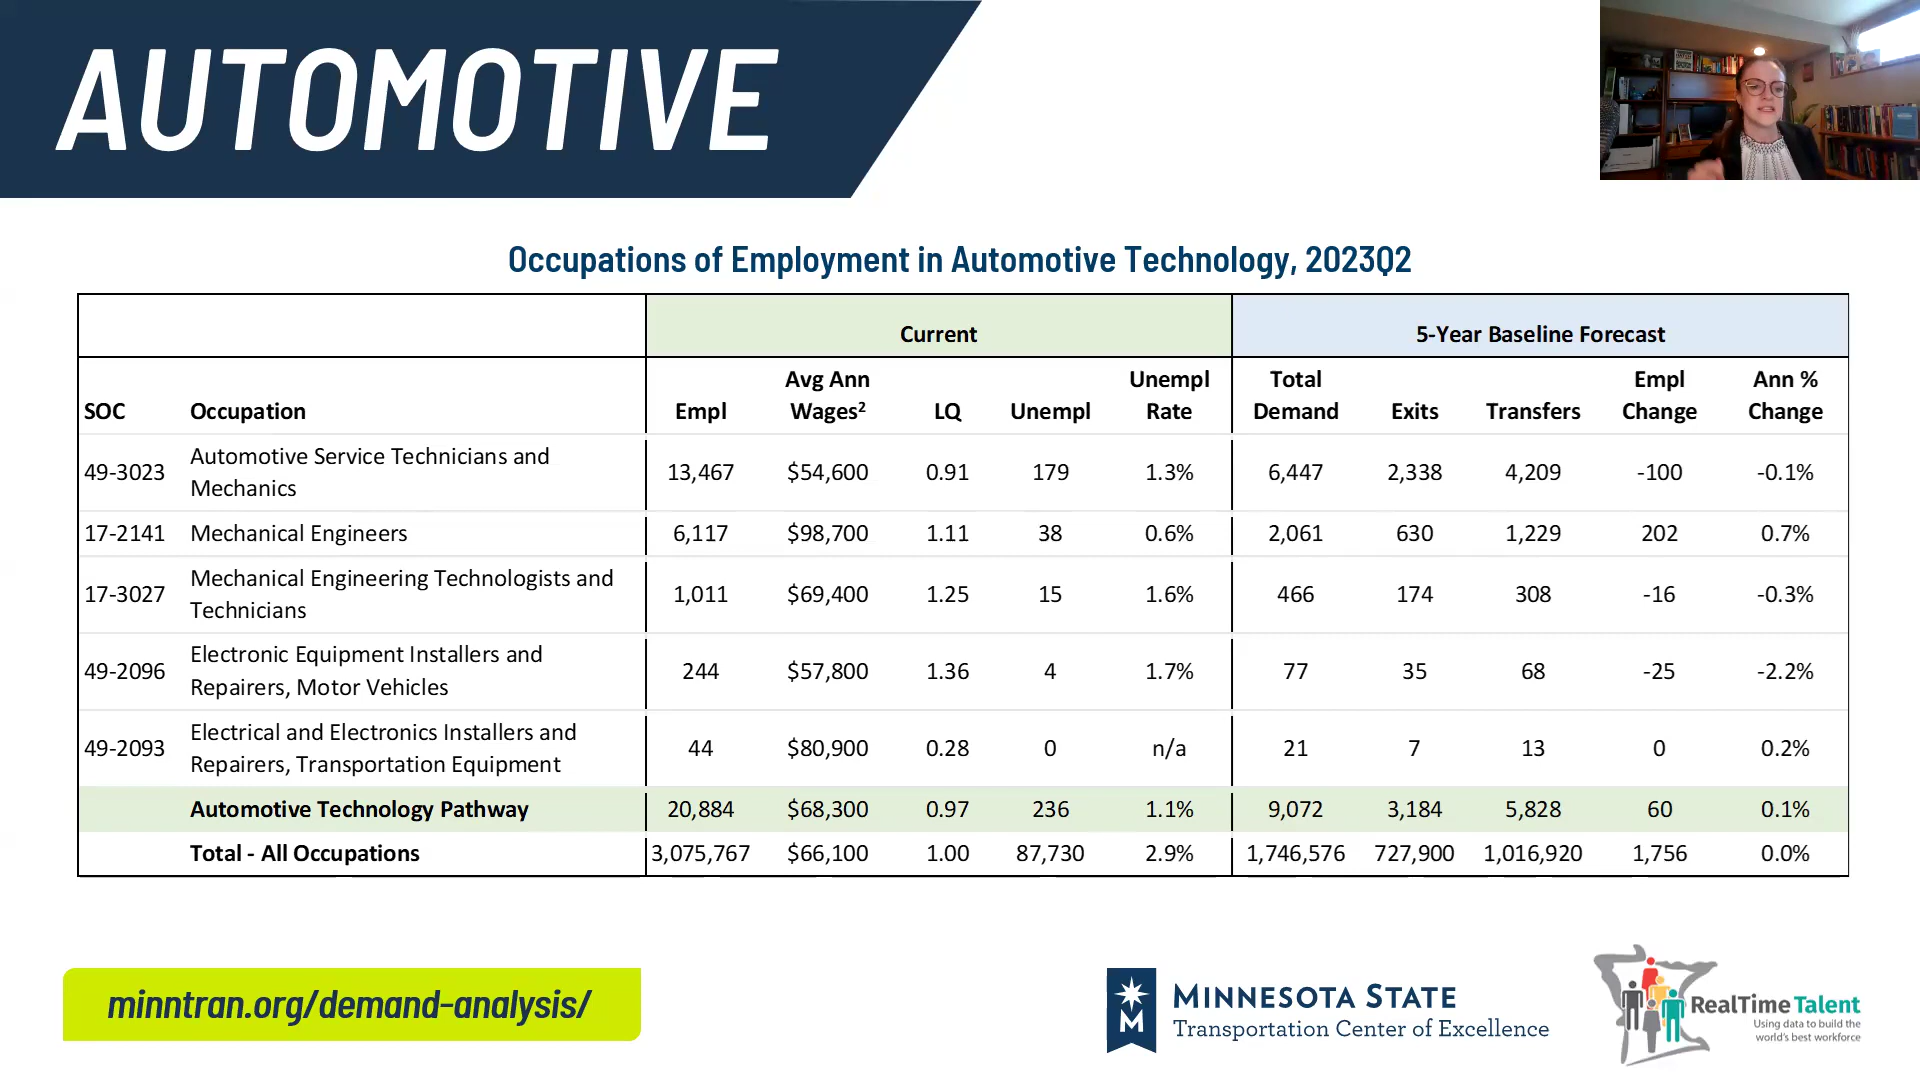 AUTOMOTIVE
Occupations of Employment in Automotive Technology, 2023Q2
Current 5-Year Baseline Forecast
SOC Occupation Empl Avg Ann Wages² LQ Unempl Unempl Rate Total Demand Exits Transfers Empl Change Ann % Change
49-3023 Automotive Service Technicians and Mechanics 13,467 $54,600 0.91 179 1.3% 6,447 2,338 4,209 -100 -0.1%
17-2141 Mechanical Engineers 6,117 $98,700 1.11 38 0.6% 2,061 630 1,229 202 0.7%
17-3027 Mechanical Engineering Technologists and Technicians 1,011 $69,400 1.25 15 1.6% 466 174 308 -16 -0.3%
49-2096 Electronic Equipment Installers and Repairers, Motor Vehicles 244 $57,800 1.36 4 1.7% 77 35 68 -25 -2.2%
49-2093 Electrical and Electronics Installers and Repairers, Transportation Equipment 44 $80,900 0.28 0 n/a 21 7 13 0 0.2%
Automotive Technology Pathway 20,884 $68,300 0.97 236 1.1% 9,072 3,184 5,828 60 0.1%
Total - All Occupations 3,075,767 $66,100 1.00 87,730 2.9% 1,746,576 727,900 1,016,920 1,756 0.0%
minntran.org/demand-analysis/
M
MINNESOTA STATE
Transportation Center of Excellence
RealTime Talent
Using data to build the
world's best workforce